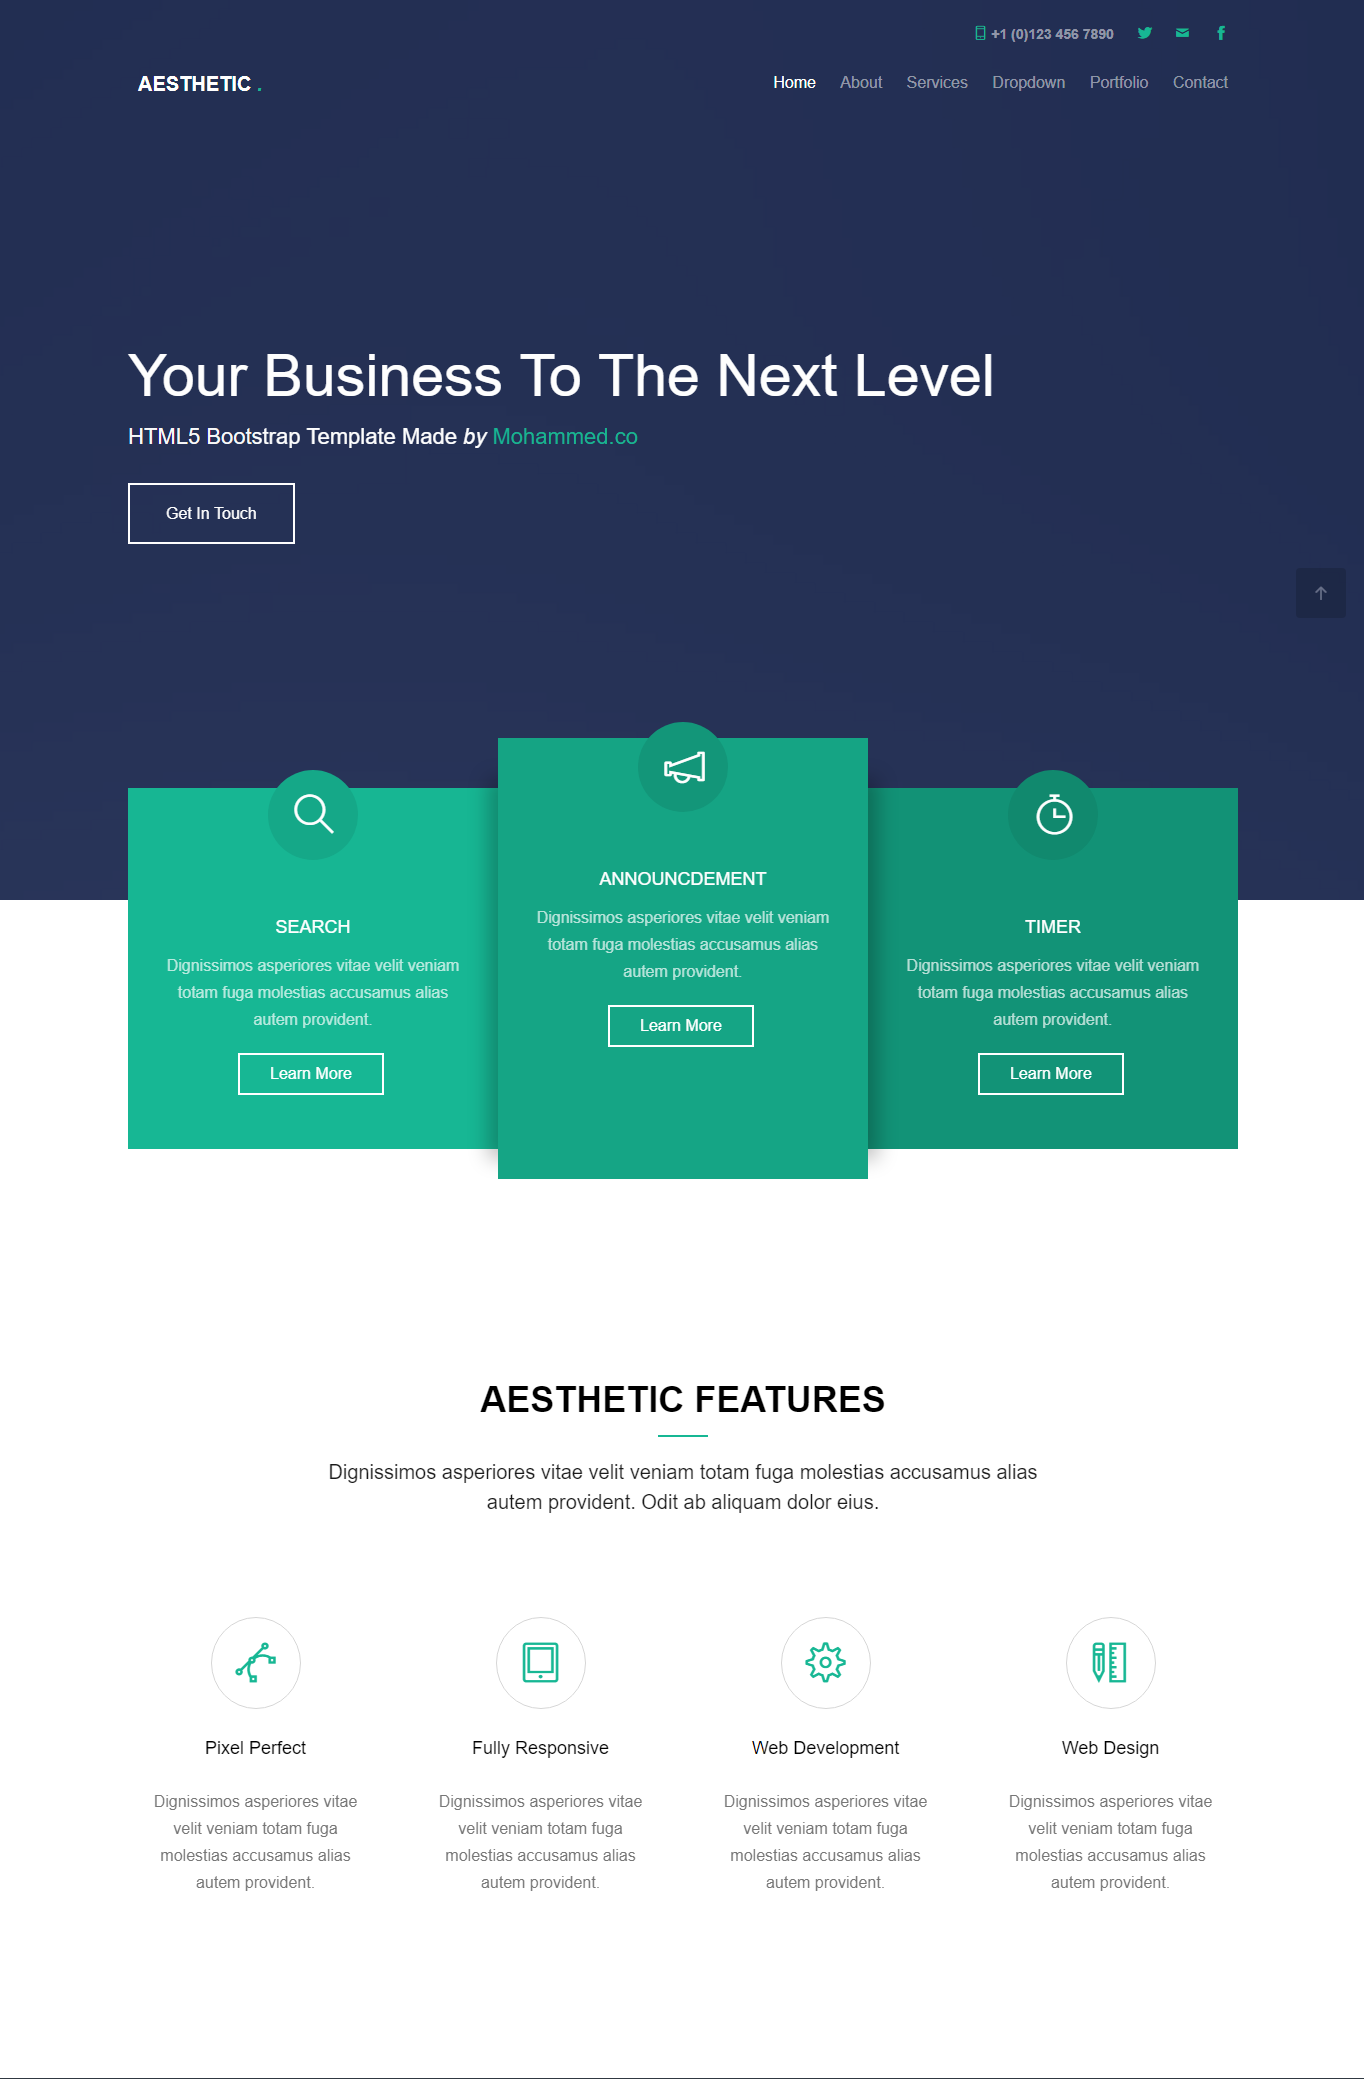 +1 (0)123 456 7890
AESTHETIC .
Home About Services Dropdown Portfolio Contact
Your Business To The Next Level
HTML5 Bootstrap Template Made by Mohammed.co
Get In Touch
SEARCH
Dignissimos asperiores vitae velit veniam
totam fuga molestias accusamus alias
autem provident.
Learn More
ANNOUNCDEMENT
Dignissimos asperiores vitae velit veniam
totam fuga molestias accusamus alias
autem provident.
Learn More
TIMER
Dignissimos asperiores vitae velit veniam
totam fuga molestias accusamus alias
autem provident.
Learn More
AESTHETIC FEATURES
Dignissimos asperiores vitae velit veniam totam fuga molestias accusamus alias
autem provident. Odit ab aliquam dolor eius.
Pixel Perfect
Dignissimos asperiores vitae
velit veniam totam fuga
molestias accusamus alias
autem provident.
Fully Responsive
Dignissimos asperiores vitae
velit veniam totam fuga
molestias accusamus alias
autem provident.
Web Development
Dignissimos asperiores vitae
velit veniam totam fuga
molestias accusamus alias
autem provident.
Web Design
Dignissimos asperiores vitae
velit veniam totam fuga
molestias accusamus alias
autem provident.